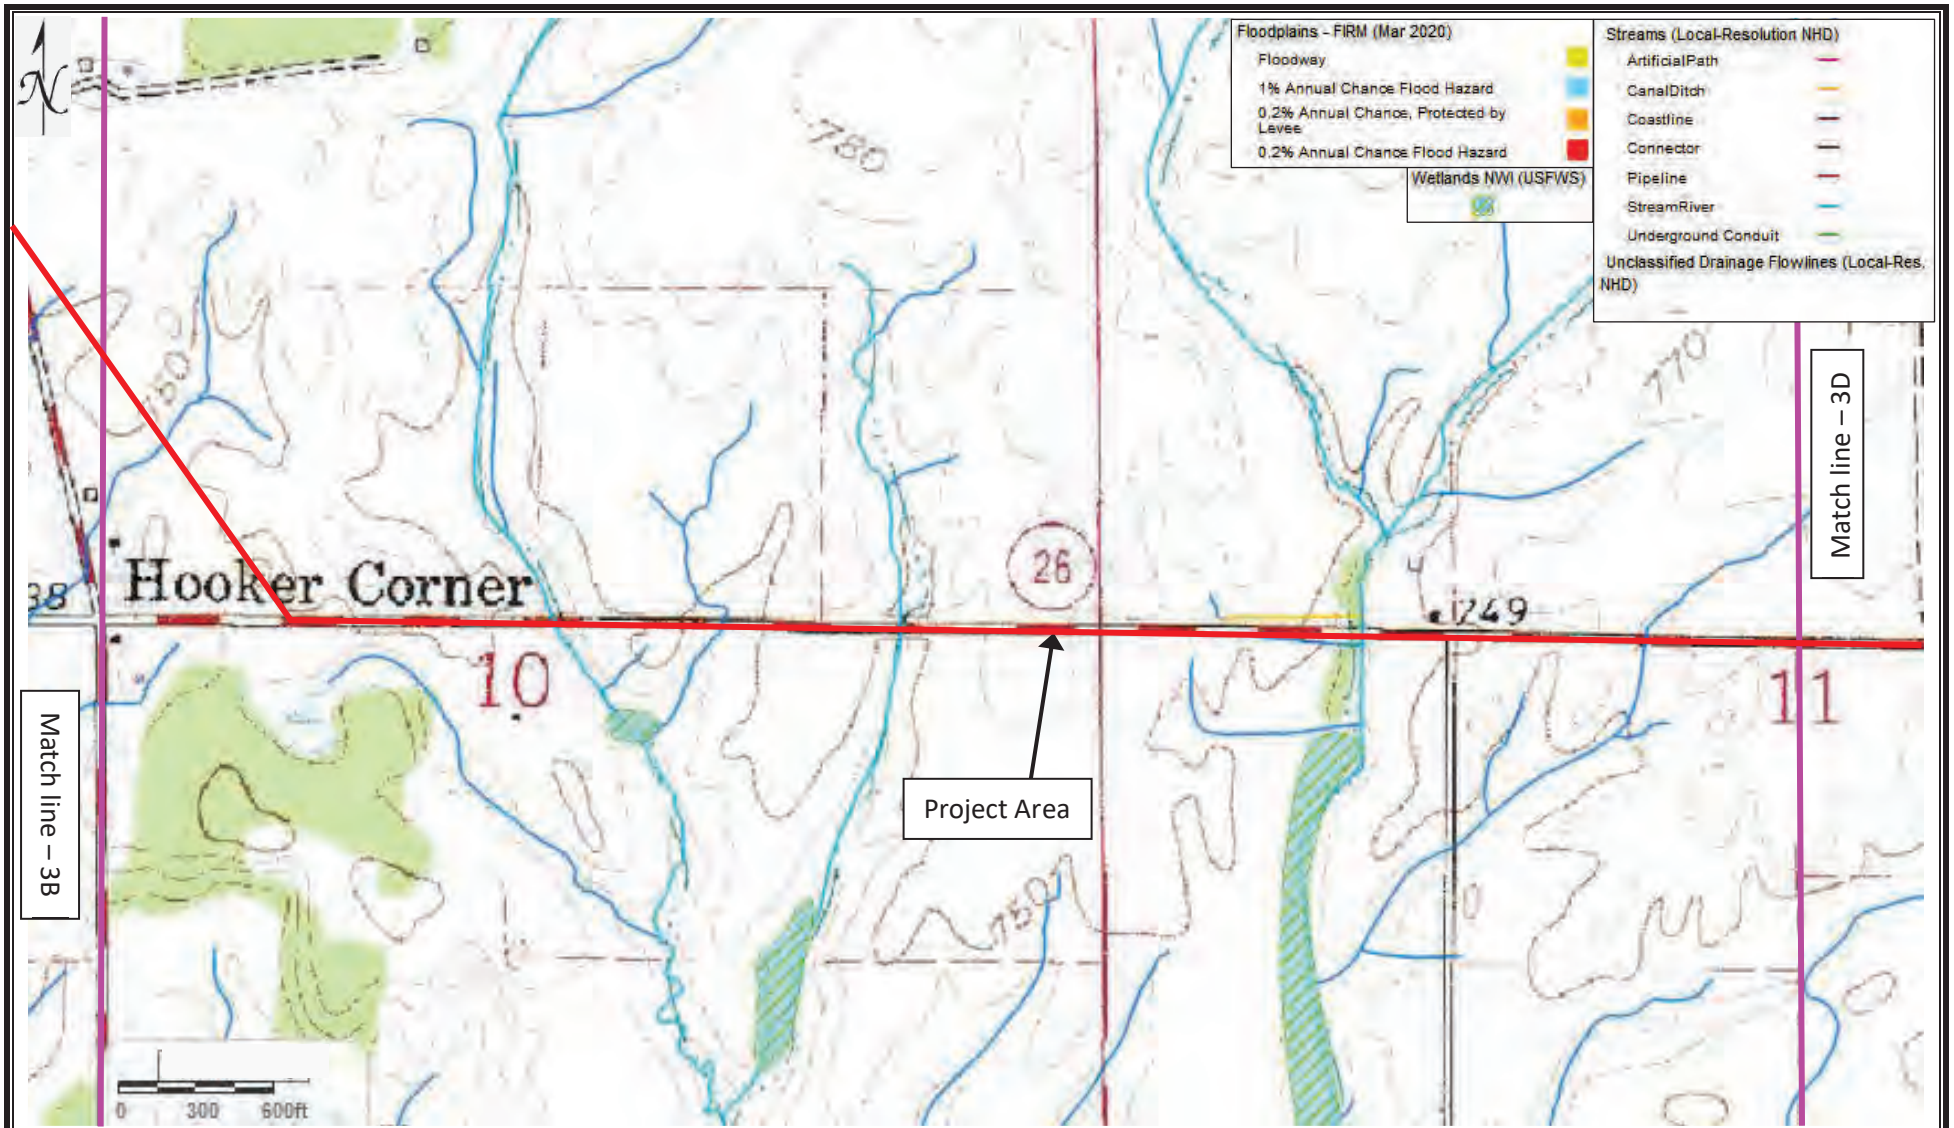 N
Floodplains - FIRM (Mar 2020)
Floodway
1% Annual Chance Flood Hazard
0.2% Annual Chance, Protected by
Levee
0.2% Annual Chance Flood Hazard
Wetlands NWI (USFWS)
Streams (Local-Resolution NHD)
ArtificialPath
CanalDitch
Coastline
Connector
Pipeline
StreamRiver
Underground Conduit
Unclassified Drainage Flowlines (Local-Res.
NHD)
780
770
Match line – 3D
26
Hooker Corner
38
749
10
11
Match line – 3B
Project Area
750
0 300 600ft